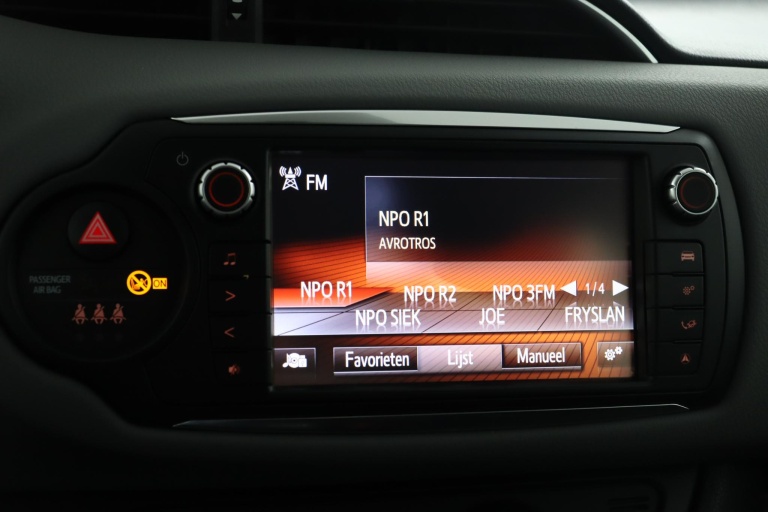 FM
NPO R1
AVROTROS
NPO R1 NPO R2 NPO 3FM 1/4
NPO SIEK JOE FRYSLAN
Favorieten Lijst Manueel
PASSENGER
AIR BAG
ON